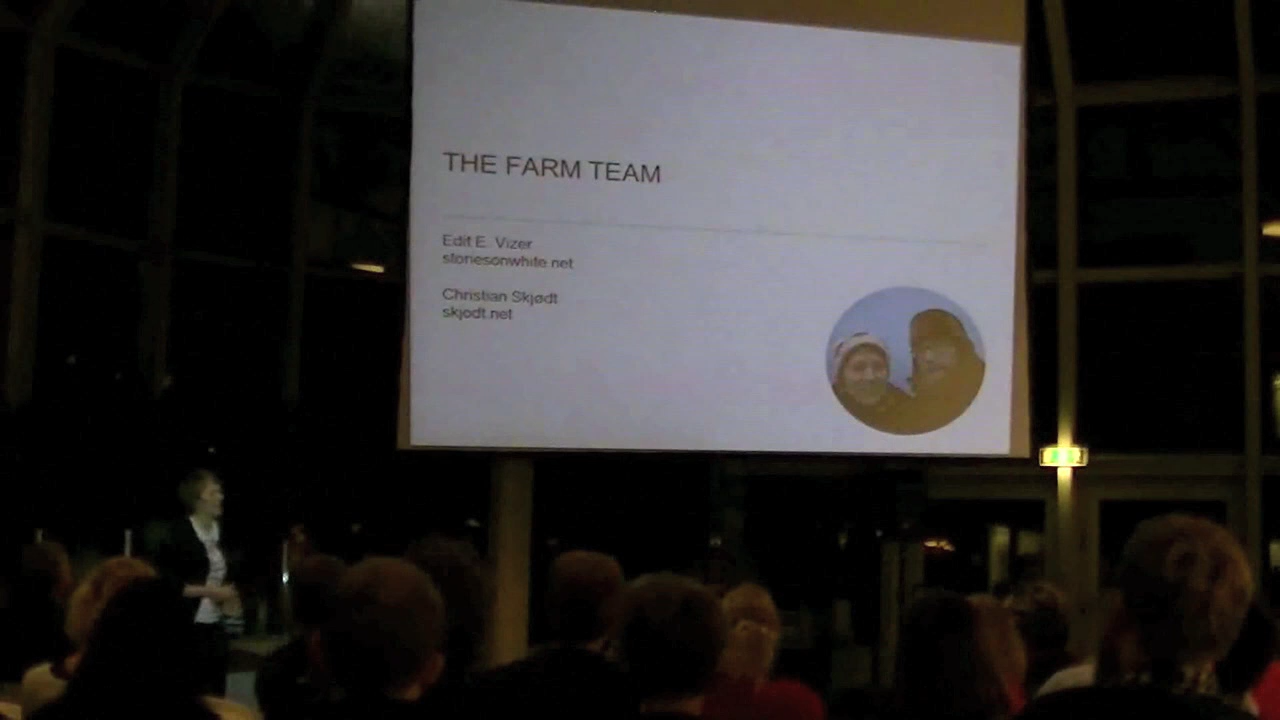 THE FARM TEAM
Edit E. Vizer
storiesonwhite.net
Christian Skjødt
skjodt.net